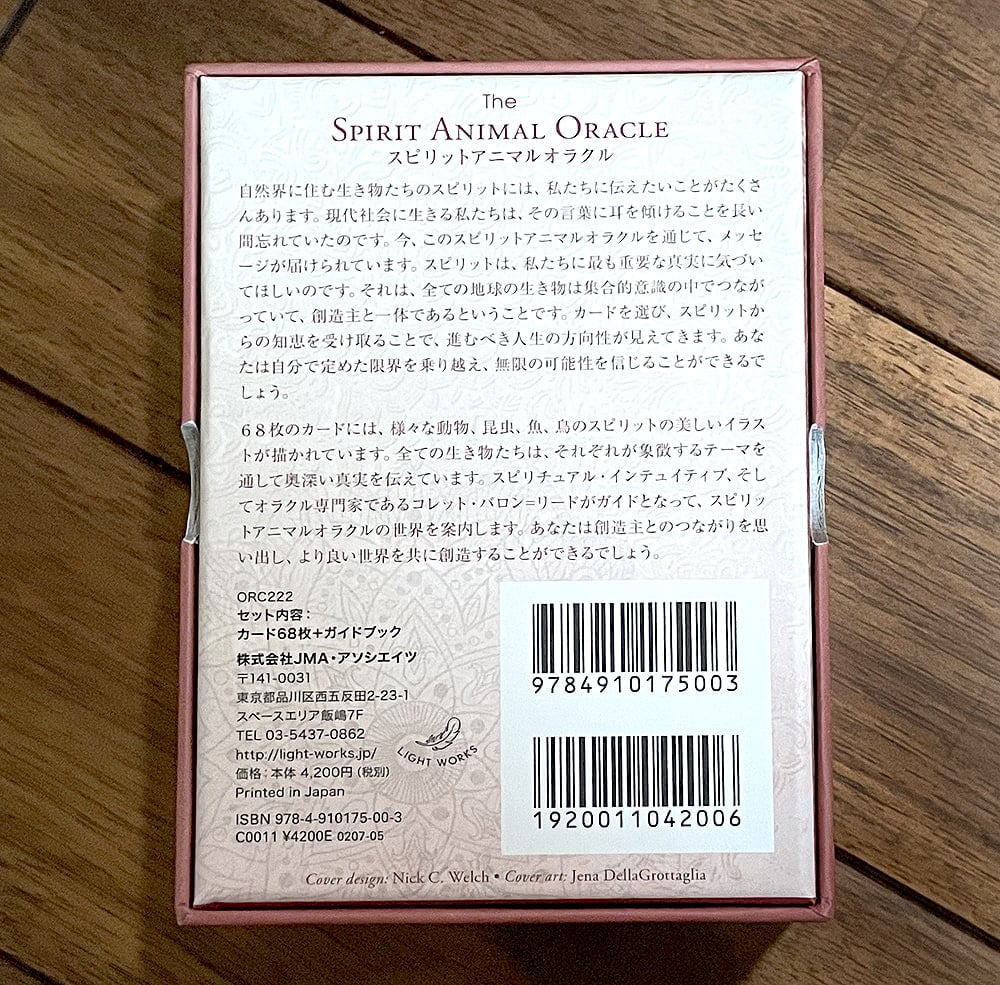 The
SPIRIT ANIMAL ORACLE
スピリットアニマルオラクル
自然界に住む生き物たちのスピリットには、私たちに伝えたいことがたくさ
んあります。現代社会に生きる私たちは、その言葉に耳を傾けることを長い
間忘れていたのです。今、このスピリットアニマルオラクルを通じて、メッセ
ージが届けられています。スピリットは、私たちに最も重要な真実に気づい
てほしいのです。それは、全ての地球の生き物は集合的意識の中でつなが
っていて、創造主と一体であるということです。カードを選び、スピリットか
らの知恵を受け取ることで、進むべき人生の方向性が見えてきます。あな
たは自分で定めた限界を乗り越え、無限の可能性を信じることができるで
しょう。
68枚のカードには、様々な動物、昆虫、魚、鳥のスピリットの美しいイラス
トが描かれています。全ての生き物たちは、それぞれが象徴するテーマを
通して奥深い真実を伝えています。スピリチュアル・インテュイティブ、そし
てオラクル専門家であるコレット・バロン=リードがガイドとなって、スピリッ
トアニマルオラクルの世界を案内します。あなたは創造主とのつながりを思
い出し、より良い世界を共に創造することができるでしょう。
ORC222
セット内容:
カード68枚+ガイドブック
株式会社JMA・アソシエイツ
〒141-0031
東京都品川区西五反田2-23-1
スペースエリア飯嶋7F
TEL 03-5437-0862
http://light-works.jp/
価格:本体 4,200円(税別)
Printed in Japan
ISBN 978-4-910175-00-3
C0011 ¥4200E 0207-05
LIGHT WORKS
9784910175003
1920011042006
Cover design: Nick C. Welch • Cover art: Jena DellaGrottaglia